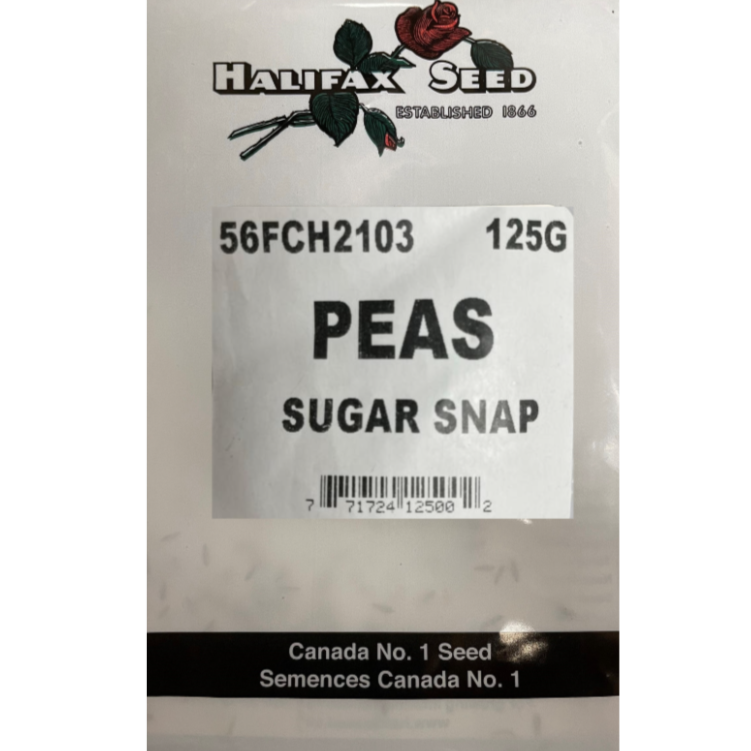 HALIFAX SEED
ESTABLISHED 1866
56FCH2103 125G
PEAS
SUGAR SNAP
7 71724 12500 2
Canada No. 1 Seed
Semences Canada No. 1